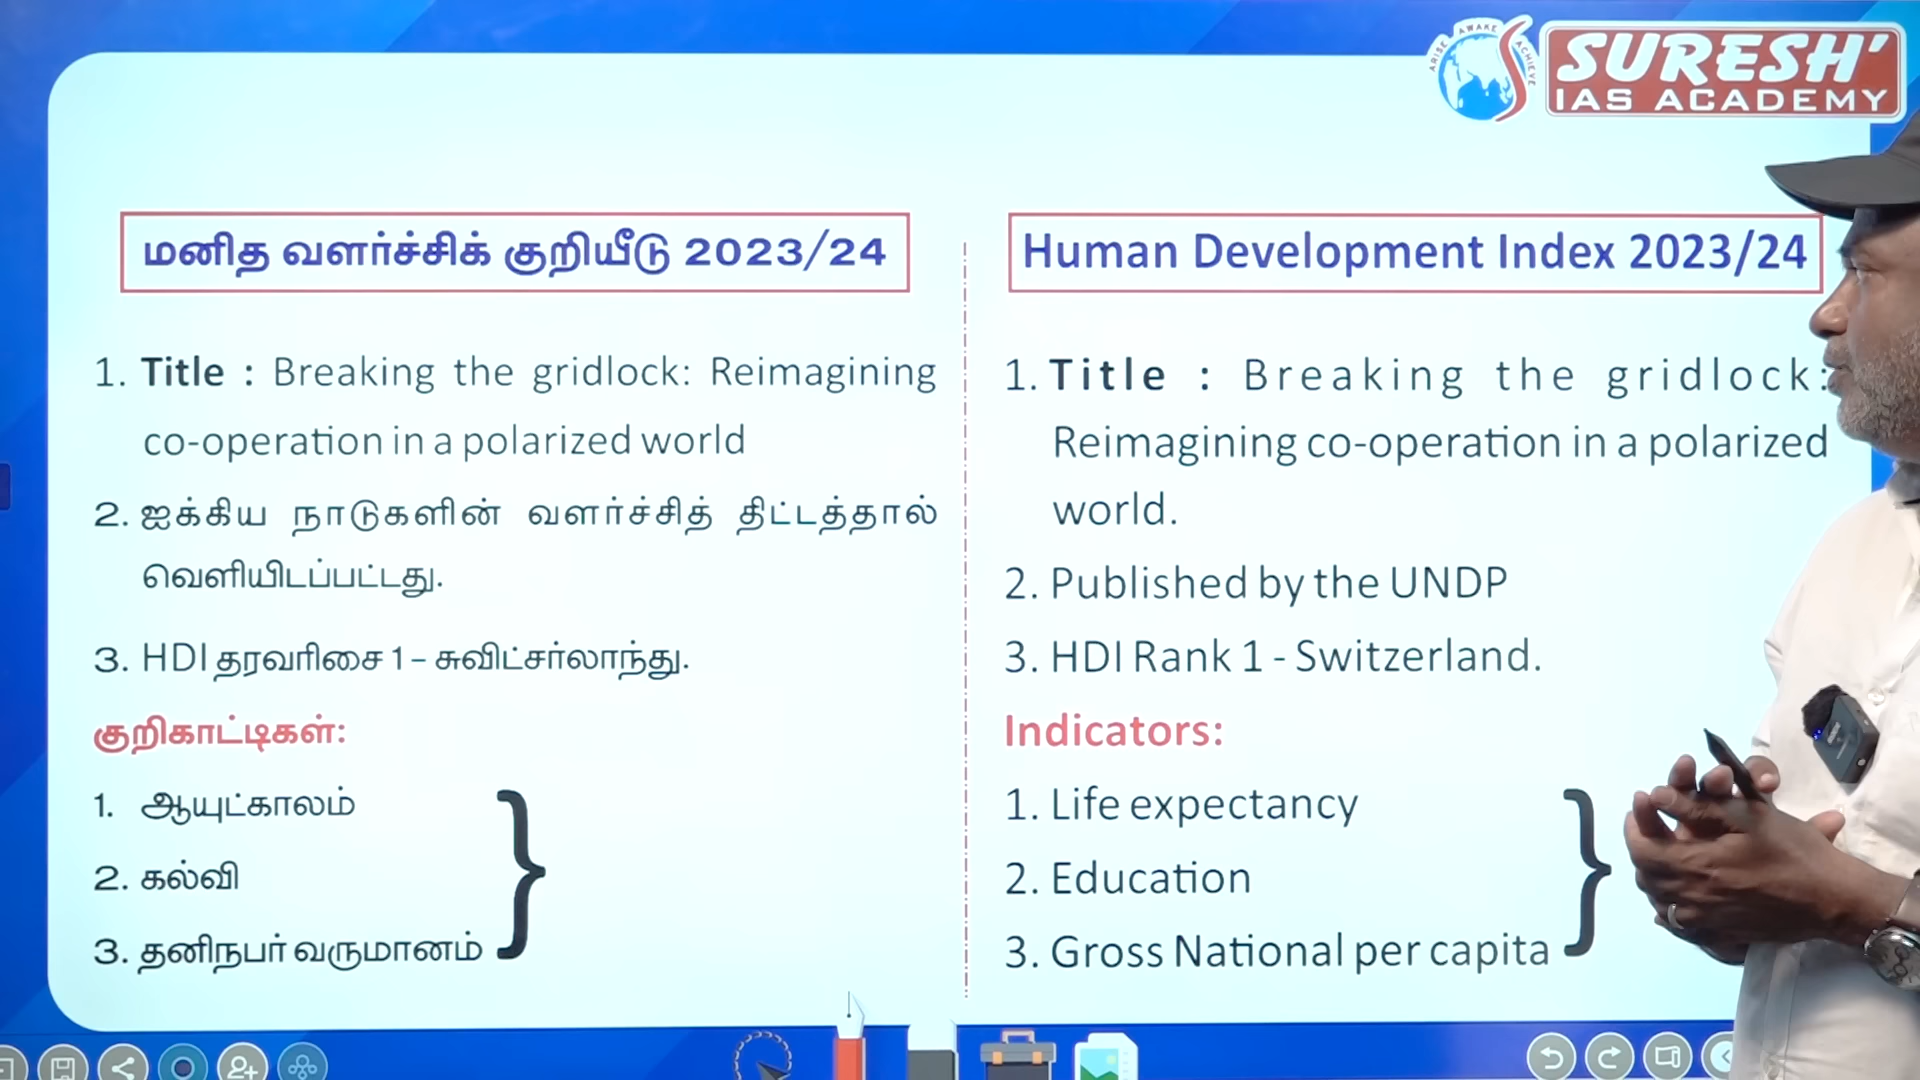 ARISE AWAKE ACHIEVE
SURESH'
IAS ACADEMY
மனித வளர்ச்சிக் குறியீடு 2023/24
1. Title : Breaking the gridlock: Reimagining
co-operation in a polarized world
2. ஐக்கிய நாடுகளின் வளர்ச்சித் திட்டத்தால்
வெளியிடப்பட்டது.
3. HDI தரவரிசை 1 – சுவிட்சர்லாந்து.
குறிகாட்டிகள்:
1. ஆயுட்காலம்
2. கல்வி
3. தனிநபர் வருமானம்
Human Development Index 2023/24
1. Title : Breaking the gridlock:
Reimagining co-operation in a polarized
world.
2. Published by the UNDP
3. HDI Rank 1 - Switzerland.
Indicators:
1. Life expectancy
2. Education
3. Gross National per capita